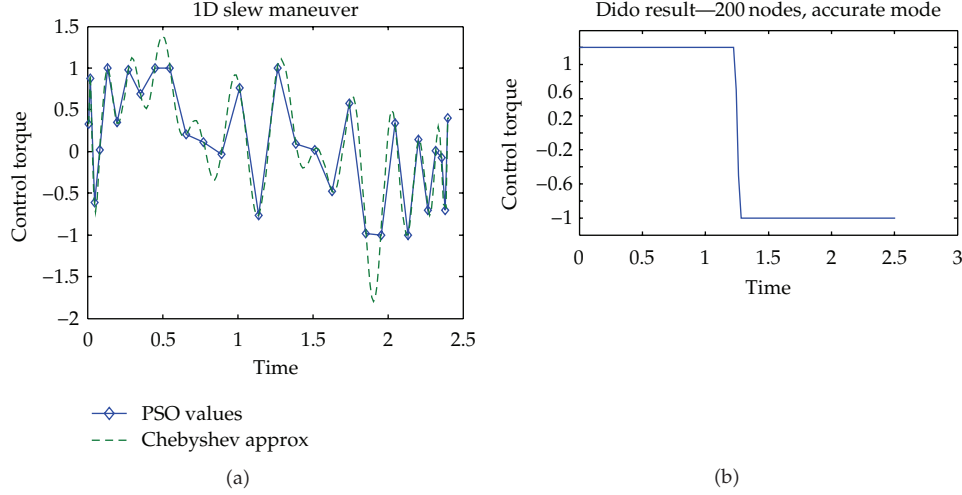 1D slew maneuver
1.5
1
0.5
0
−0.5
−1
−1.5
−2
Control torque
0 0.5 1 1.5 2 2.5
Time
PSO values
Chebyshev approx
(a)
Dido result—200 nodes, accurate mode
1
0.6
0.2
−0.2
−0.6
−1
Control torque
0 0.5 1 1.5 2 2.5 3
Time
(b)